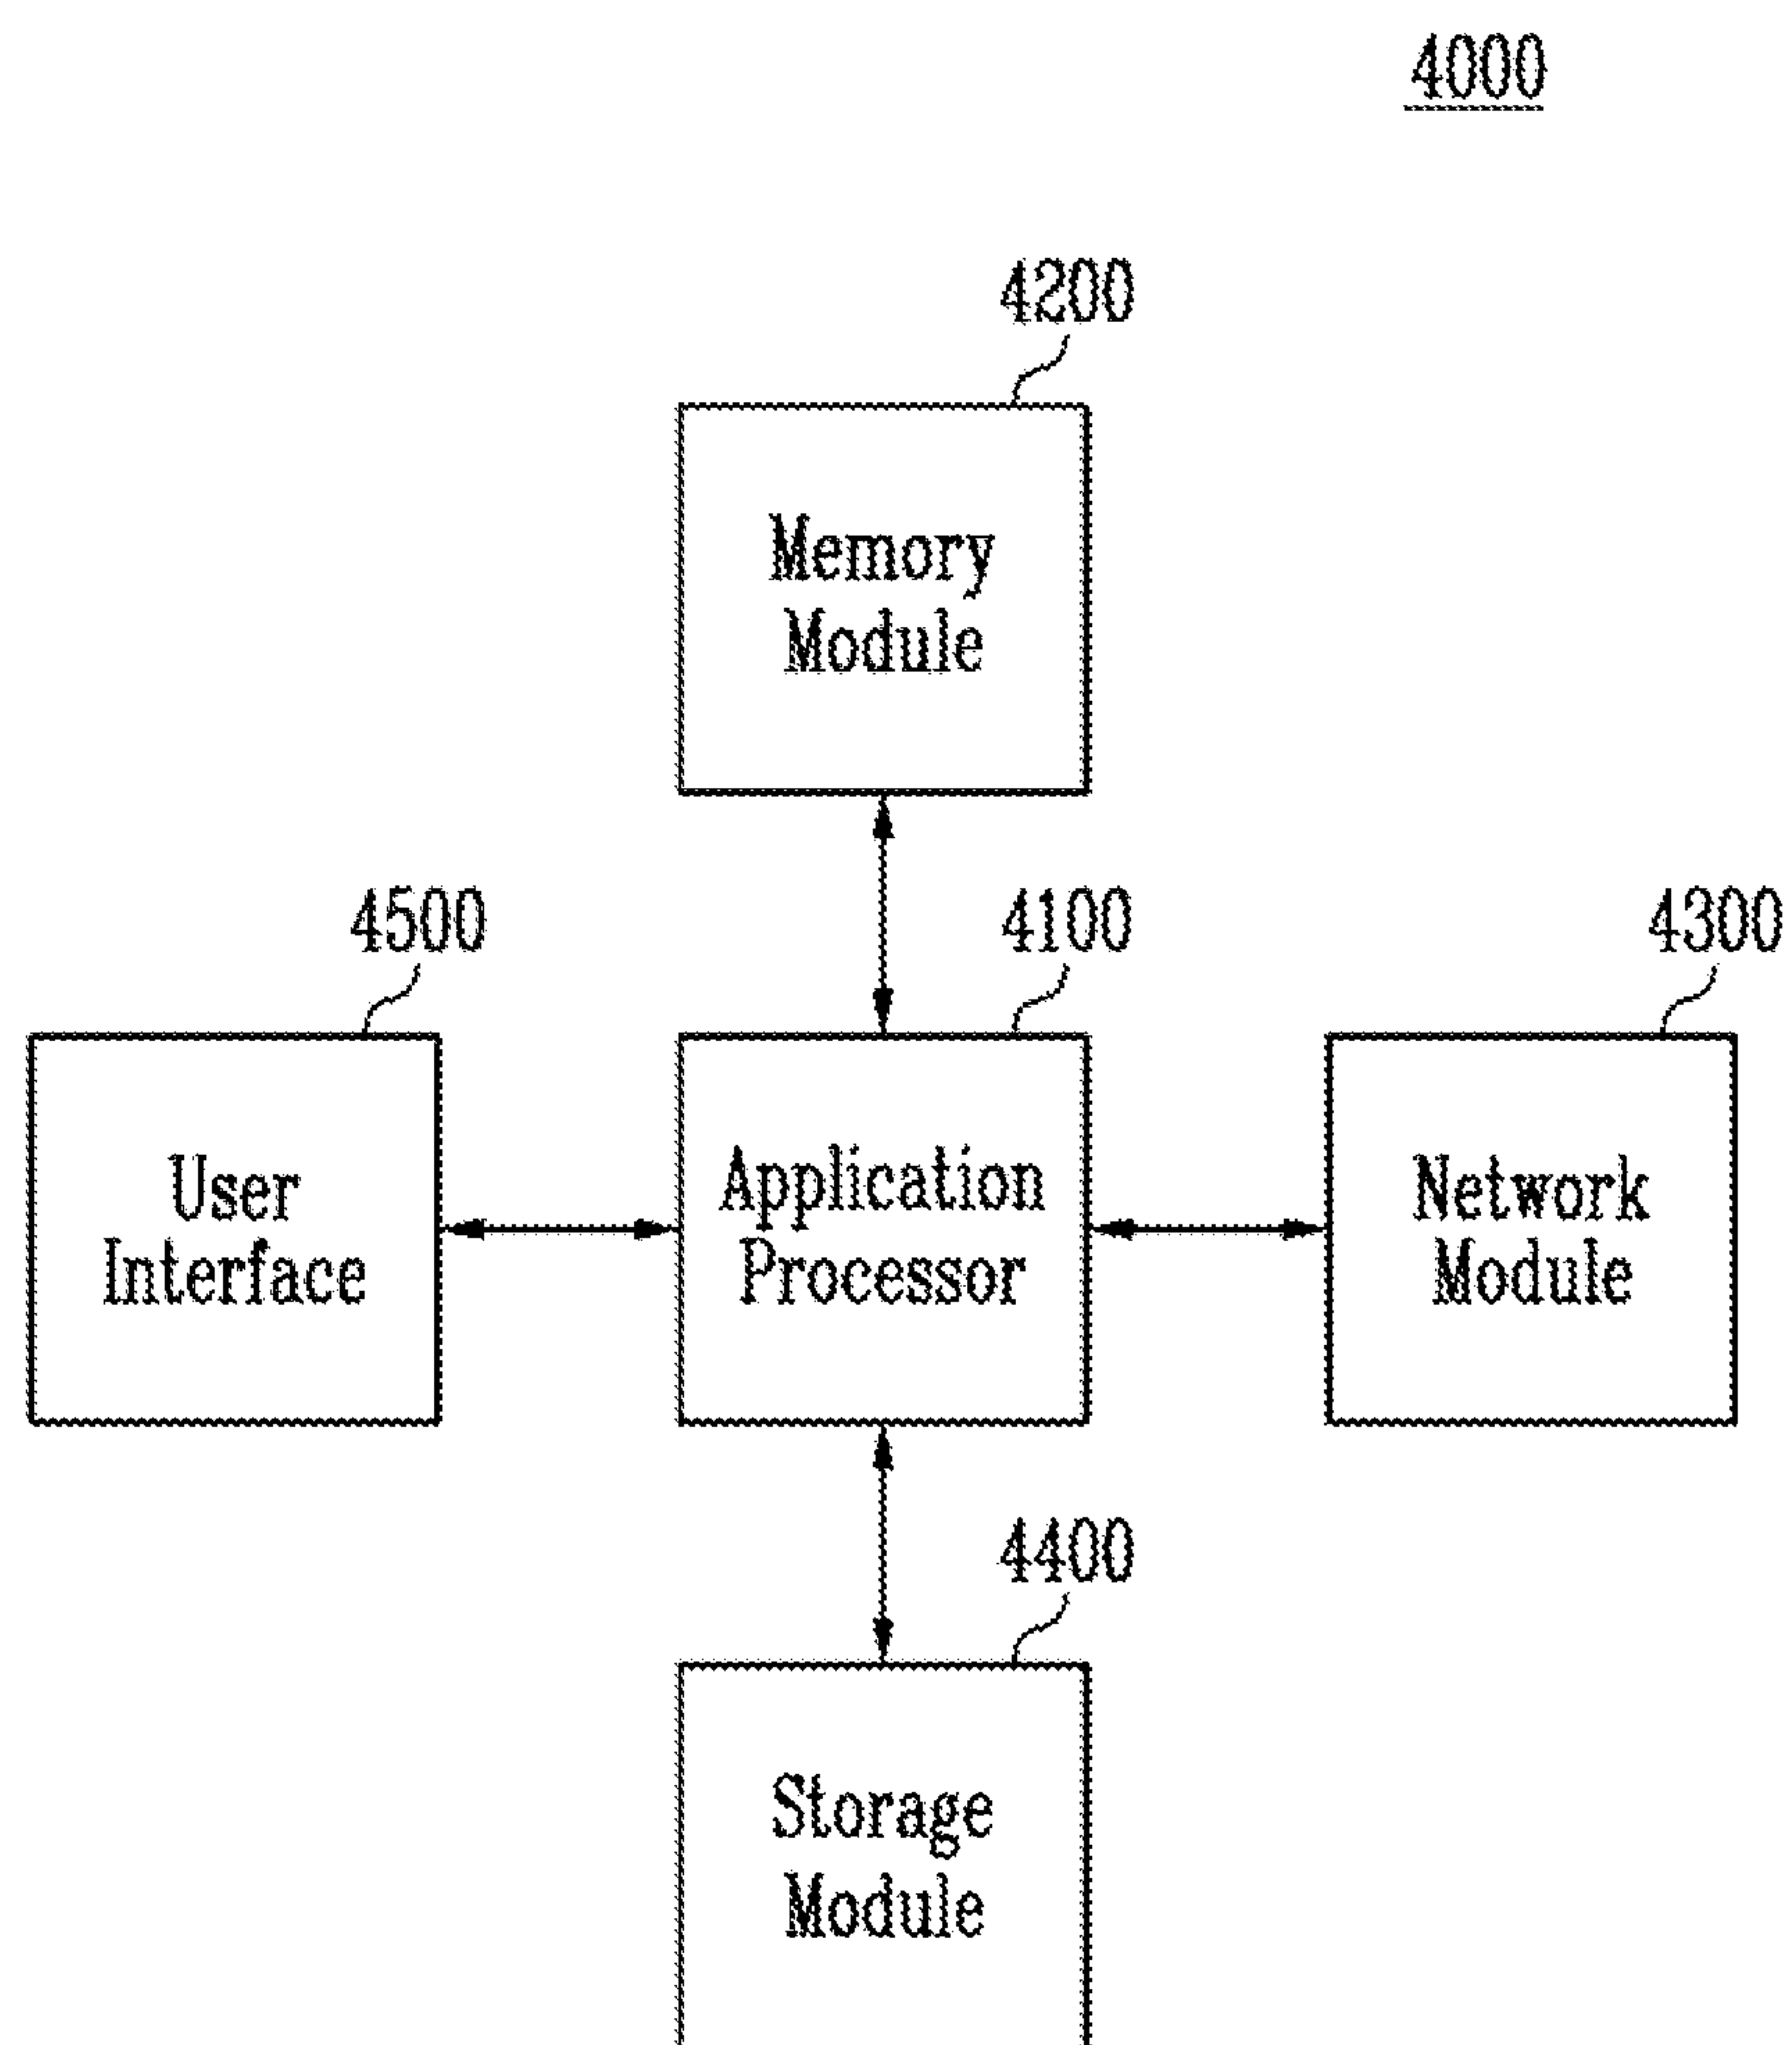 4000
4200
Memory
Module
4500
4100
4300
User
Interface
Application
Processor
Network
Module
4400
Storage
Module